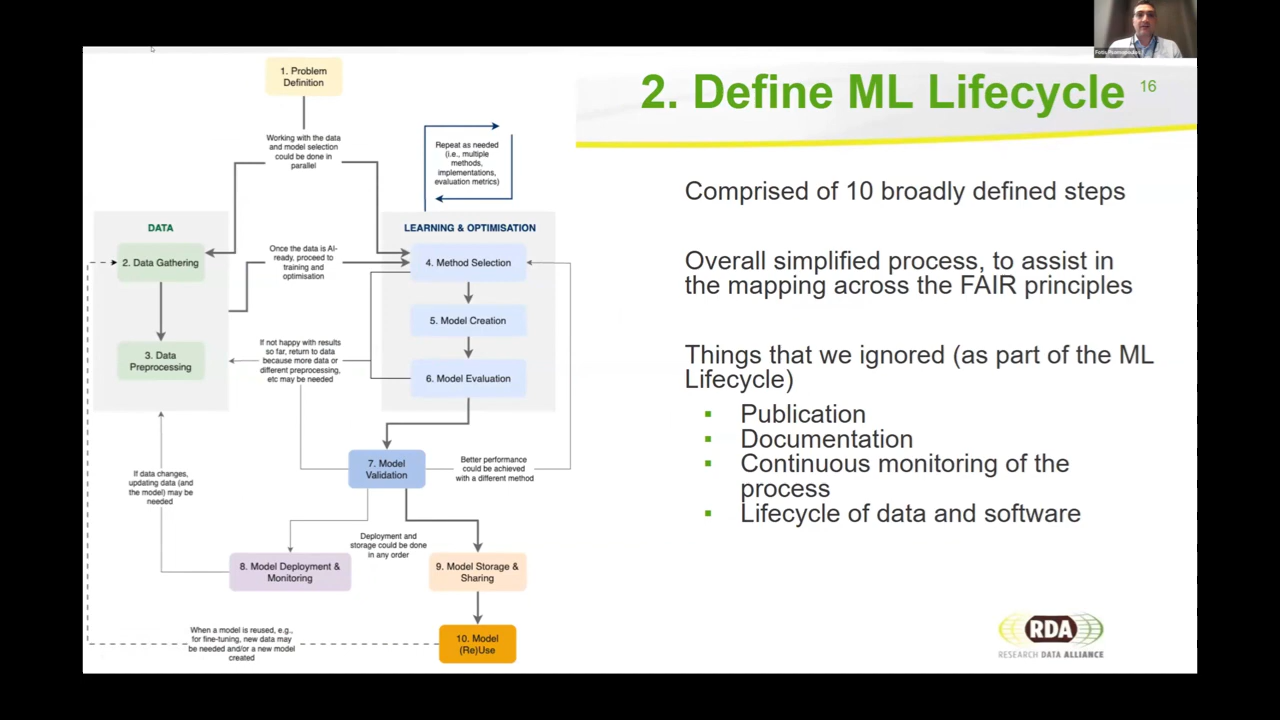 Fotis Psomopoulos
2. Define ML Lifecycle
16
1. Problem
Definition
Working with the data
and model selection
could be done in
parallel
Repeat as needed
(i.e., multiple
methods,
implementations,
evaluation metrics)
DATA
LEARNING & OPTIMISATION
2. Data Gathering
Once the data is AI-
ready, proceed to
training and
optimisation
4. Method Selection
5. Model Creation
3. Data
Preprocessing
If not happy with results
so far, return to data
because more data or
different preprocessing,
etc may be needed
6. Model Evaluation
7. Model
Validation
Better performance
could be achieved
with a different method
If data changes,
updating data (and
the model) may be
needed
Deployment and
storage could be done
in any order
8. Model Deployment &
Monitoring
9. Model Storage &
Sharing
When a model is reused, e.g.,
for fine-tuning, new data may
be needed and/or a new model
created
10. Model
(Re)Use
Comprised of 10 broadly defined steps
Overall simplified process, to assist in
the mapping across the FAIR principles
Things that we ignored (as part of the ML
Lifecycle)
Publication
Documentation
Continuous monitoring of the
process
Lifecycle of data and software
RDA
RESEARCH DATA ALLIANCE